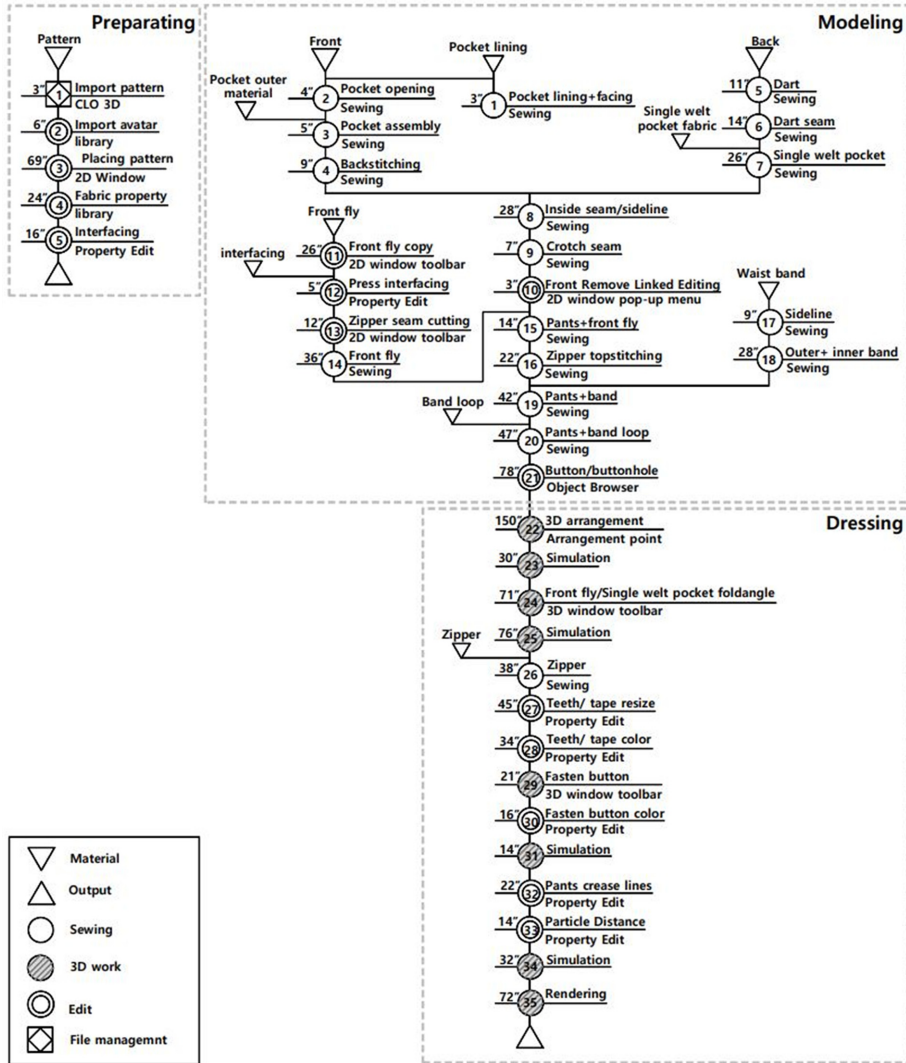 Preparating
Pattern
3" 1 Import pattern
CLO 3D
6" 2 Import avatar
library
69" 3 Placing pattern
2D Window
24" 4 Fabric property
library
16" 5 Interfacing
Property Edit
Modeling
Front
Pocket lining
Back
Pocket outer
material
4" 2 Pocket opening
Sewing
3" 1 Pocket lining+facing
Sewing
11" 5 Dart
Sewing
5" 3 Pocket assembly
Sewing
Single welt
pocket fabric
14" 6 Dart seam
Sewing
9" 4 Backstitching
Sewing
26" 7 Single welt pocket
Sewing
28" 8 Inside seam/sideline
Sewing
Front fly
interfacing
26" 11 Front fly copy
2D window toolbar
7" 9 Crotch seam
Sewing
5" 12 Press interfacing
Property Edit
3" 10 Front Remove Linked Editing
2D window pop-up menu
Waist band
12" 13 Zipper seam cutting
2D window toolbar
14" 15 Pants+front fly
Sewing
9" 17 Sideline
Sewing
36" 14 Front fly
Sewing
22" 16 Zipper topstitching
Sewing
28" 18 Outer+ inner band
Sewing
42" 19 Pants+band
Sewing
Band loop
47" 20 Pants+band loop
Sewing
78" 21 Button/buttonhole
Object Browser
Dressing
150" 22 3D arrangement
Arrangement point
30" 23 Simulation
71" 24 Front fly/Single welt pocket foldangle
3D window toolbar
76" 25 Simulation
Zipper
38" 26 Zipper
Sewing
45" 27 Teeth/ tape resize
Property Edit
34" 28 Teeth/ tape color
Property Edit
21" 29 Fasten button
3D window toolbar
16" 30 Fasten button color
Property Edit
14" 31 Simulation
22" 32 Pants crease lines
Property Edit
14" 33 Particle Distance
Property Edit
32" 34 Simulation
72" 35 Rendering
Material
Output
Sewing
3D work
Edit
File managemnt